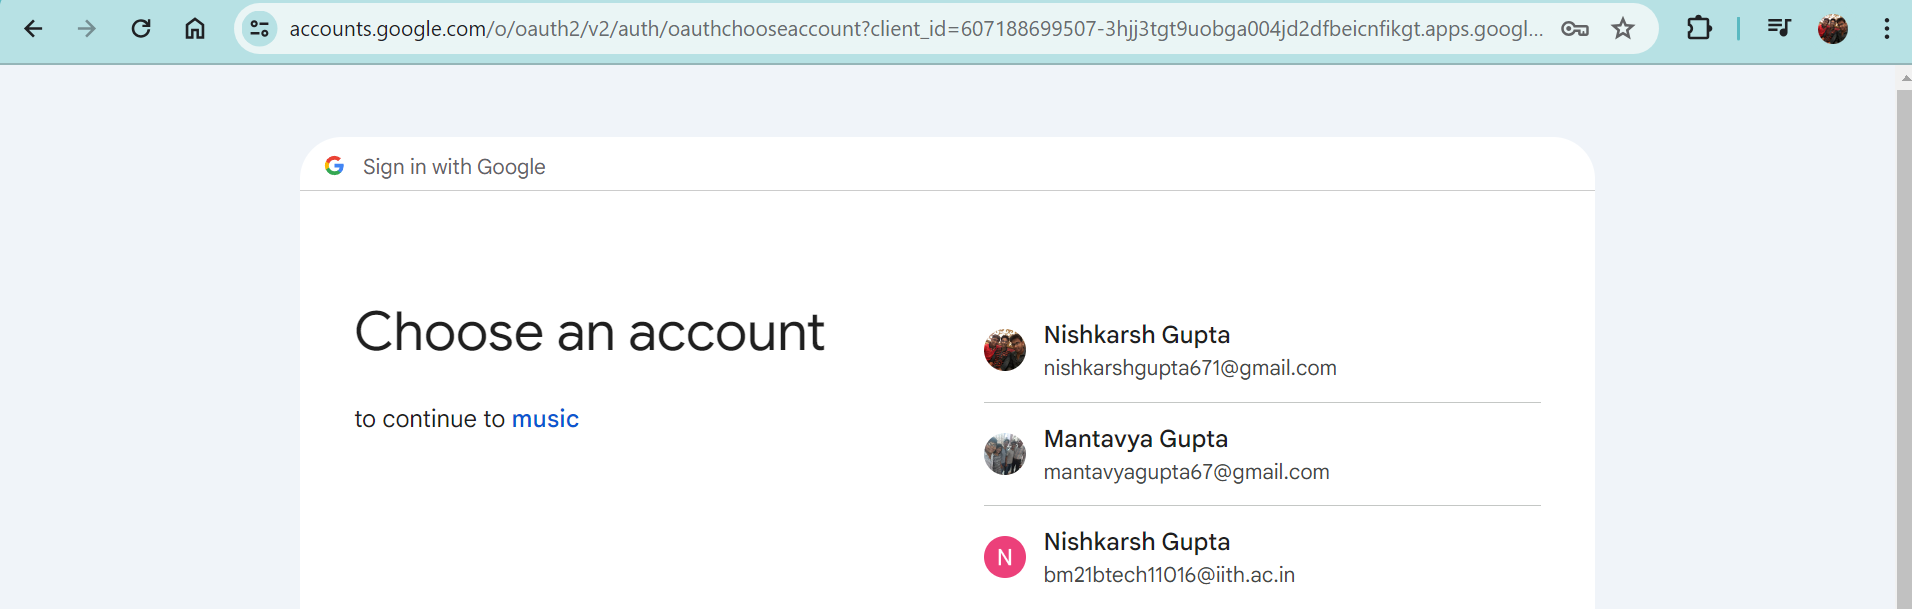 accounts.google.com/o/oauth2/v2/auth/oauthchooseaccount?client_id=607188699507-3hjj3tgt9uobga004jd2dfbeicnfikgt.apps.googl...
Sign in with Google
Choose an account
to continue to music
Nishkarsh Gupta
nishkarshgupta671@gmail.com
Mantavya Gupta
mantavyagupta67@gmail.com
N
Nishkarsh Gupta
bm21btech11016@iith.ac.in